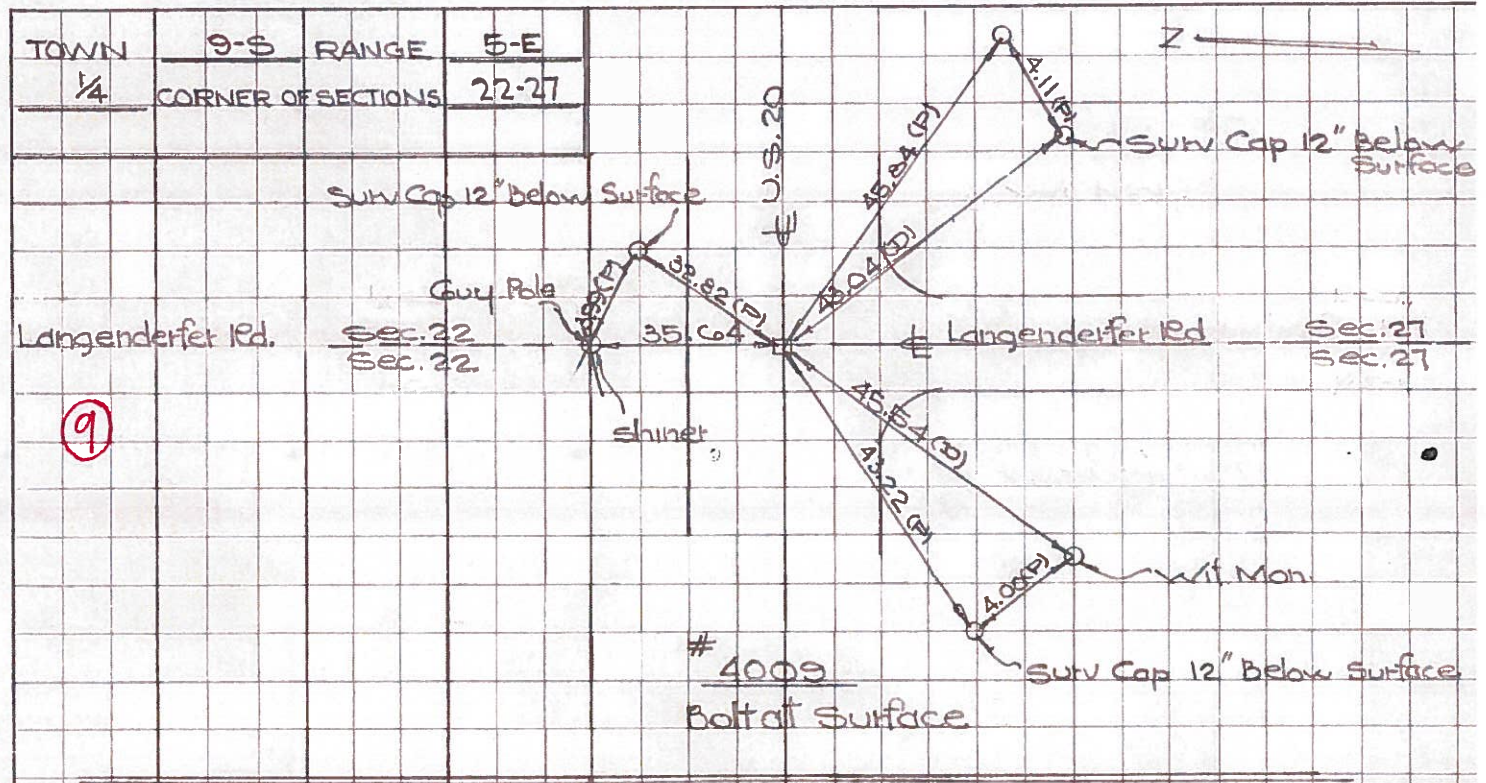 TOWN 9-S RANGE 5-E
1/4 CORNER OF SECTIONS 22-27
Z
℄ U.S. 20
4.11 (P)
45.84 (P)
Surv Cap 12" Below
Surface
Surv Cap 12" Below Surface
43.04 (D)
Guy Pole
32.82 (P)
Langenderfer Rd.
Sec. 22
Sec. 22
35.64
℄ Langenderfer Rd.
Sec. 27
Sec. 27
9
Shiner
45.54 (D)
43.22 (P)
4.00 (P)
Wit. Mon.
Surv Cap 12" Below Surface
# 4009
Bolt at Surface